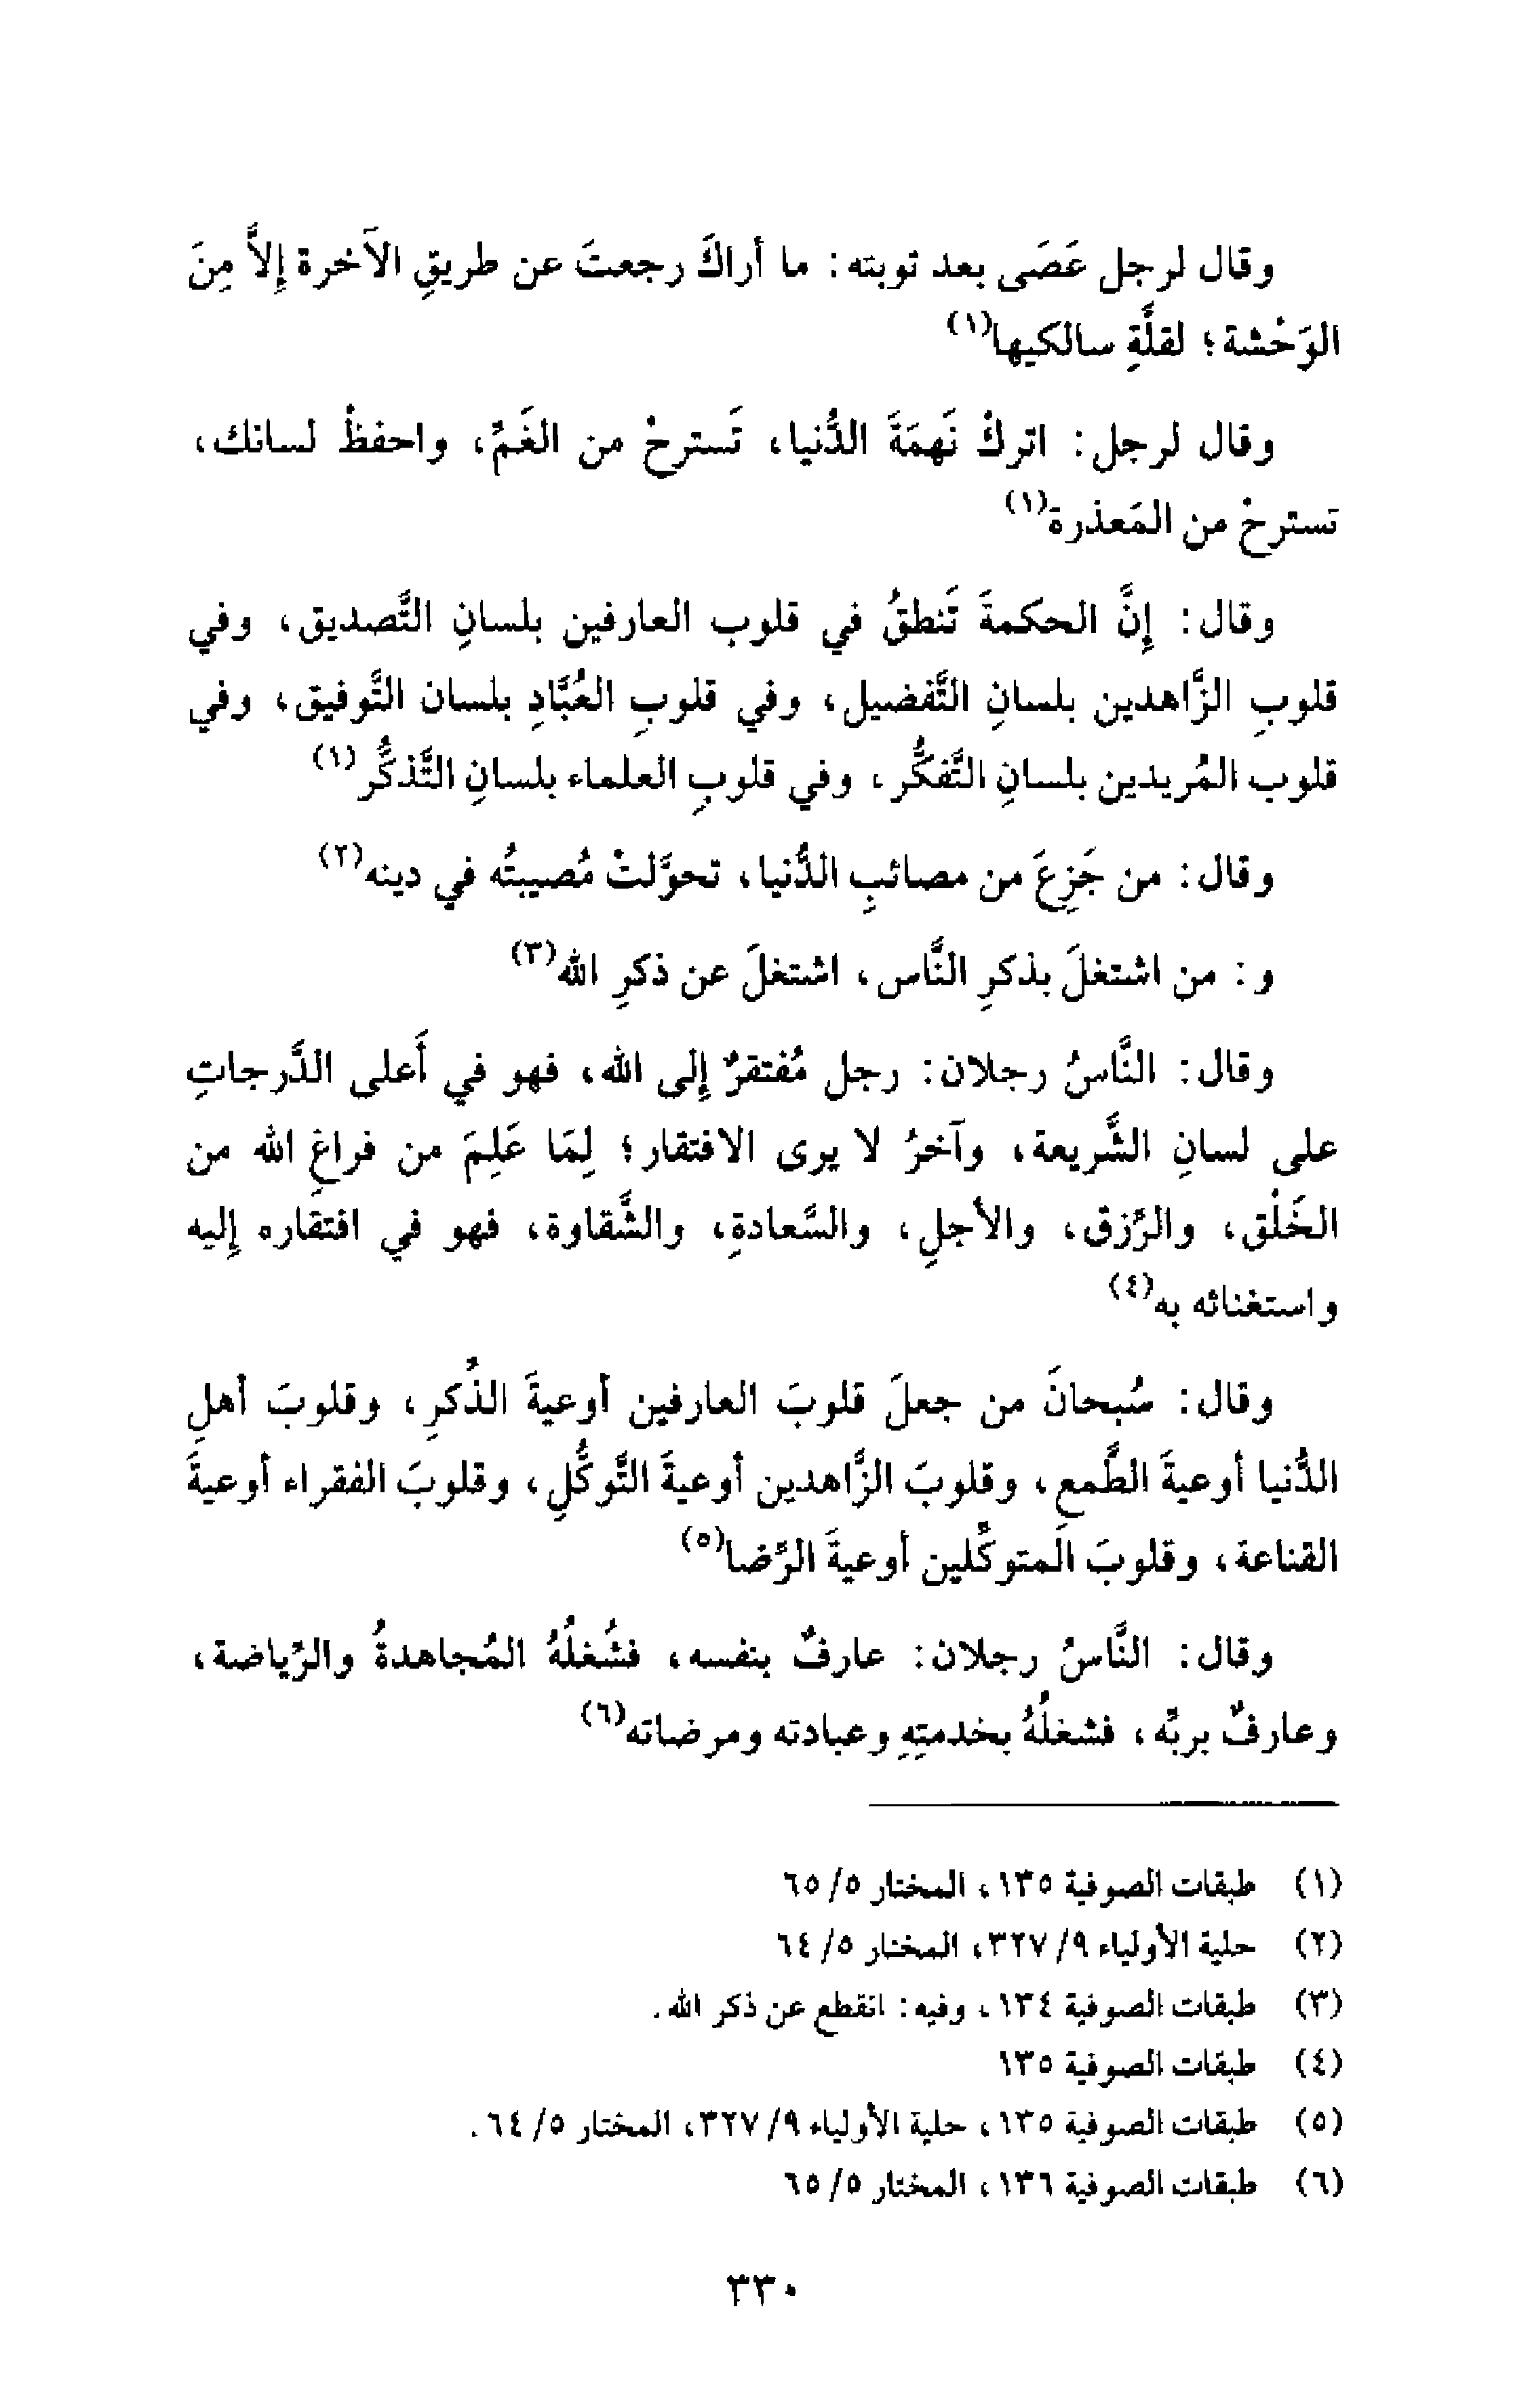 وقال لرجل عَصَى بعد توبته: ما أراكَ رجعتَ عن طريقِ الآخرة إلاَّ مِنَ
الوَحْشة؛ لقلَّةِ سالكيها(١)
وقال لرجل: اتركْ نَهمَةَ الدُّنيا، تَسترحْ من الغَمِّ، واحفظْ لسانك،
تسترحْ من المَعذرة(١)
وقال: إنَّ الحكمةَ تَنطقُ في قلوب العارفين بلسانِ التَّصديق، وفي
قلوبِ الزَّاهدين بلسانِ التَّفضيل، وفي قلوبِ العُبَّادِ بلسان التَّوفيق، وفي
قلوب المُريدين بلسانِ التَّفكُّر، وفي قلوبِ العلماء بلسانِ التَّذكُّر(١)
وقال: من جَزِعَ من مصائبِ الدُّنيا، تحوَّلتْ مُصيبتُه في دينه(٢)
و: من اشتغلَ بذكرِ النَّاس، اشتغلَ عن ذكرِ الله(٣)
وقال: النَّاسُ رجلان: رجل مُفتقرٌ إلى الله، فهو في أَعلى الدَّرجاتِ
على لسانِ الشَّريعة، وآخرُ لا يرى الافتقار؛ لِمَا عَلِمَ من فراغِ الله من
الخَلْق، والرِّزق، والأجلِ، والسَّعادةِ، والشَّقاوة، فهو في افتقاره إليه
واستغنائه به(٤)
وقال: سُبحانَ من جعلَ قلوبَ العارفين أوعيةَ الذِّكرِ، وقلوبَ أهلِ
الدُّنيا أوعيةَ الطَّمعِ، وقلوبَ الزَّاهدين أوعيةَ التَّوكُّلِ، وقلوبَ الفقراء أوعيةَ
القناعة، وقلوبَ المتوكِّلين أوعيةَ الرِّضا(٥)
وقال: النَّاسُ رجلان: عارفٌ بنفسه، فشُغلُهُ المُجاهدةُ والرِّياضة،
وعارفٌ بربِّه، فشغلُهُ بخدمتِهِ وعبادته ومرضاته(٦)
(١) طبقات الصوفية ١٣٥، المختار ٥/ ٦٥
(٢) حلية الأولياء ٩/ ٣٢٧، المختار ٥/ ٦٤
(٣) طبقات الصوفية ١٣٤، وفيه: انقطع عن ذكر الله.
(٤) طبقات الصوفية ١٣٥
(٥) طبقات الصوفية ١٣٥، حلية الأولياء ٩/ ٣٢٧، المختار ٥/ ٦٤.
(٦) طبقات الصوفية ١٣٦، المختار ٥/ ٦٥
٣٣٠